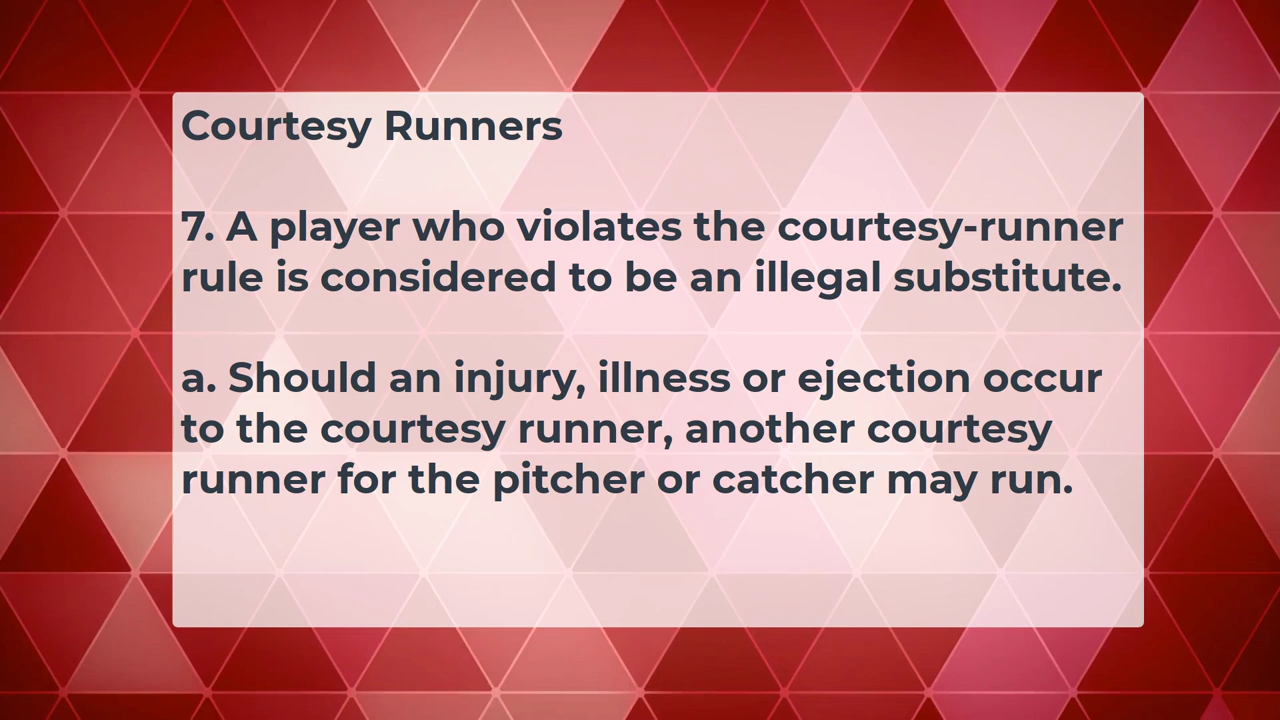 Courtesy Runners
7. A player who violates the courtesy-runner
rule is considered to be an illegal substitute.
a. Should an injury, illness or ejection occur
to the courtesy runner, another courtesy
runner for the pitcher or catcher may run.